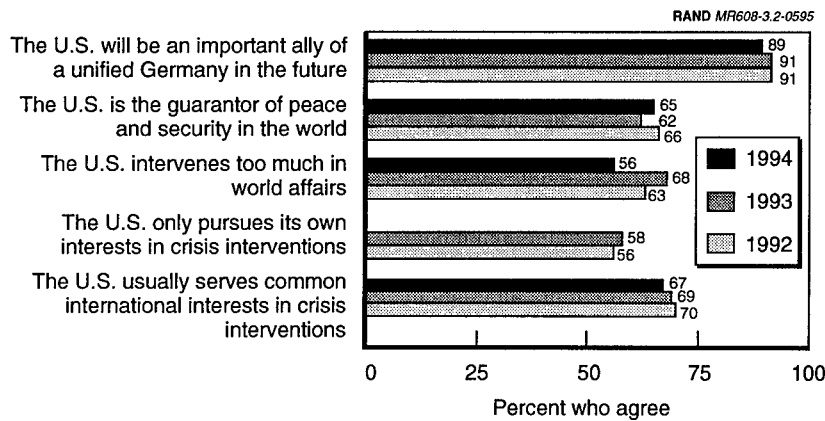 RAND MR608-3.2-0595
The U.S. will be an important ally of
a unified Germany in the future
89
91
91
The U.S. is the guarantor of peace
and security in the world
65
62
66
The U.S. intervenes too much in
world affairs
56
68
63
The U.S. only pursues its own
interests in crisis interventions
58
56
The U.S. usually serves common
international interests in crisis
interventions
67
69
70
1994
1993
1992
0 25 50 75 100
Percent who agree